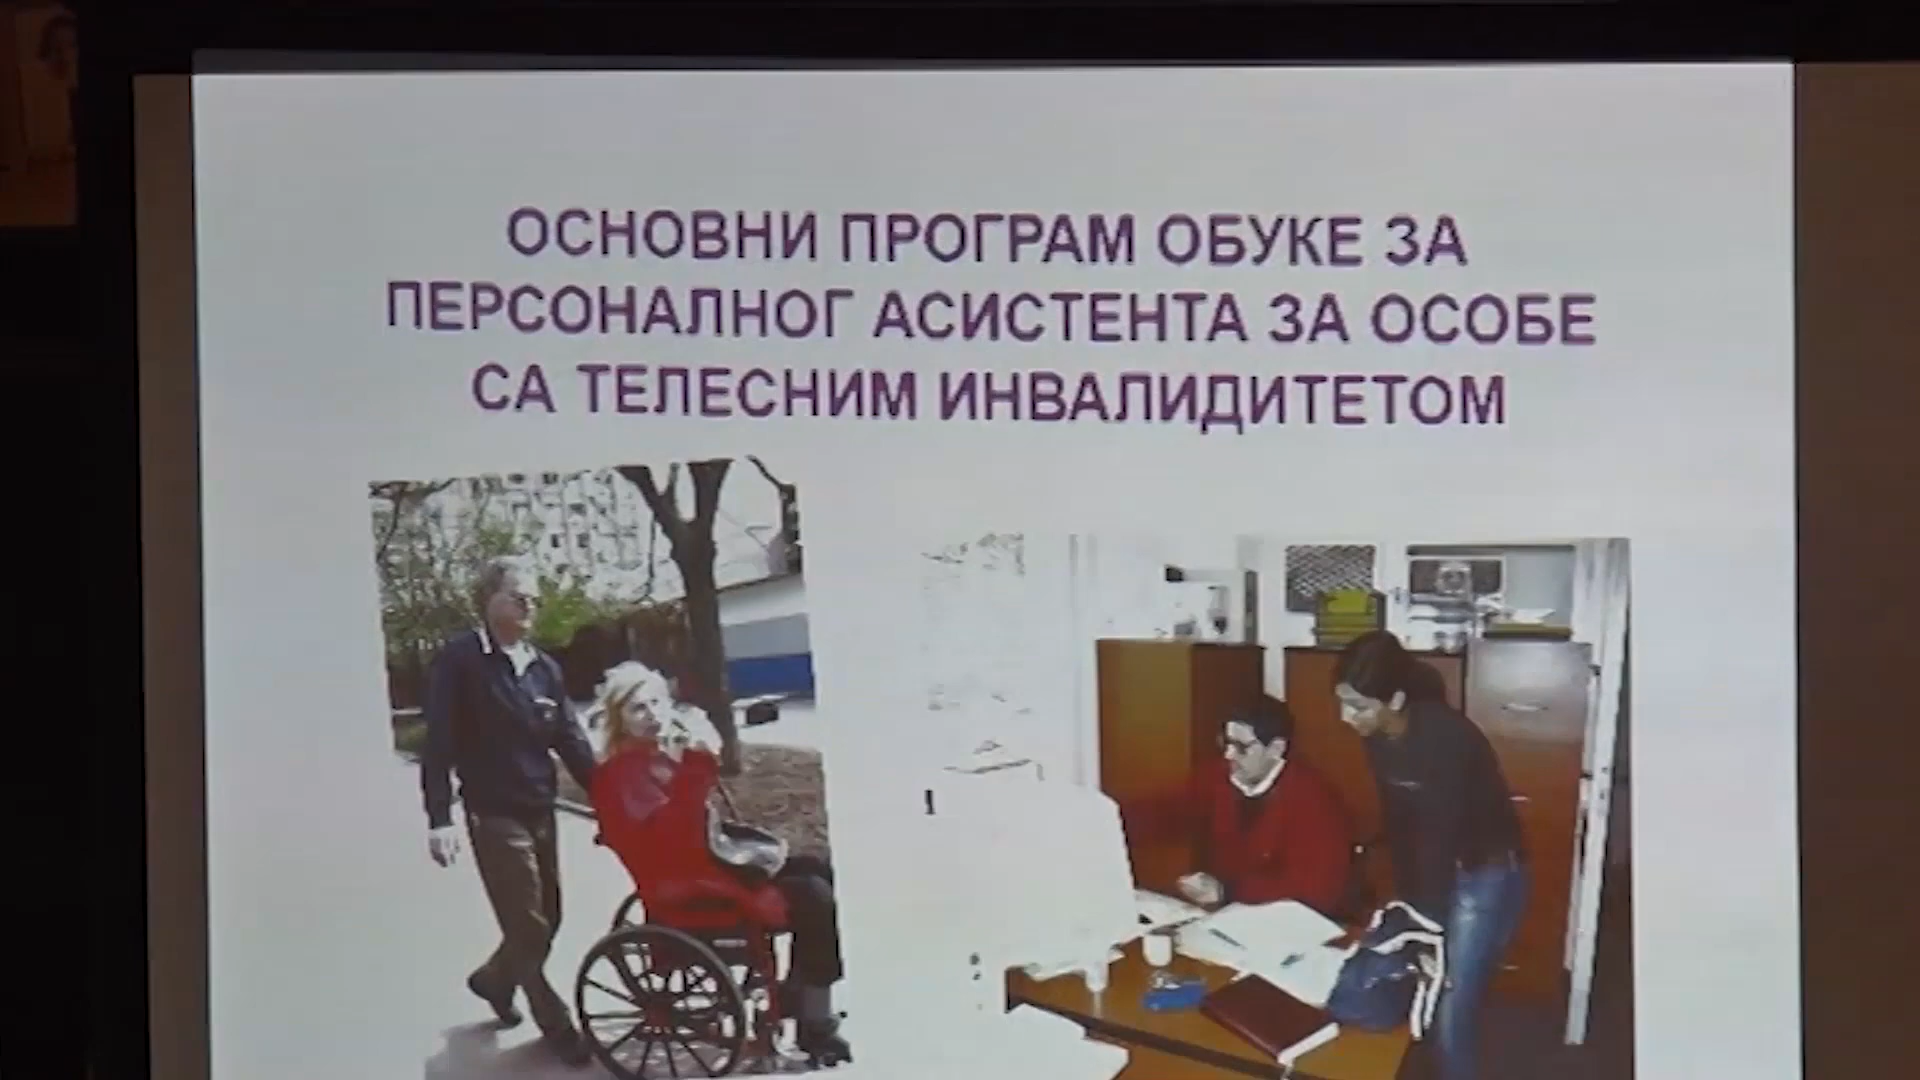 ОСНОВНИ ПРОГРАМ ОБУКЕ ЗА
ПЕРСОНАЛНОГ АСИСТЕНТА ЗА ОСОБЕ
СА ТЕЛЕСНИМ ИНВАЛИДИТЕТОМ